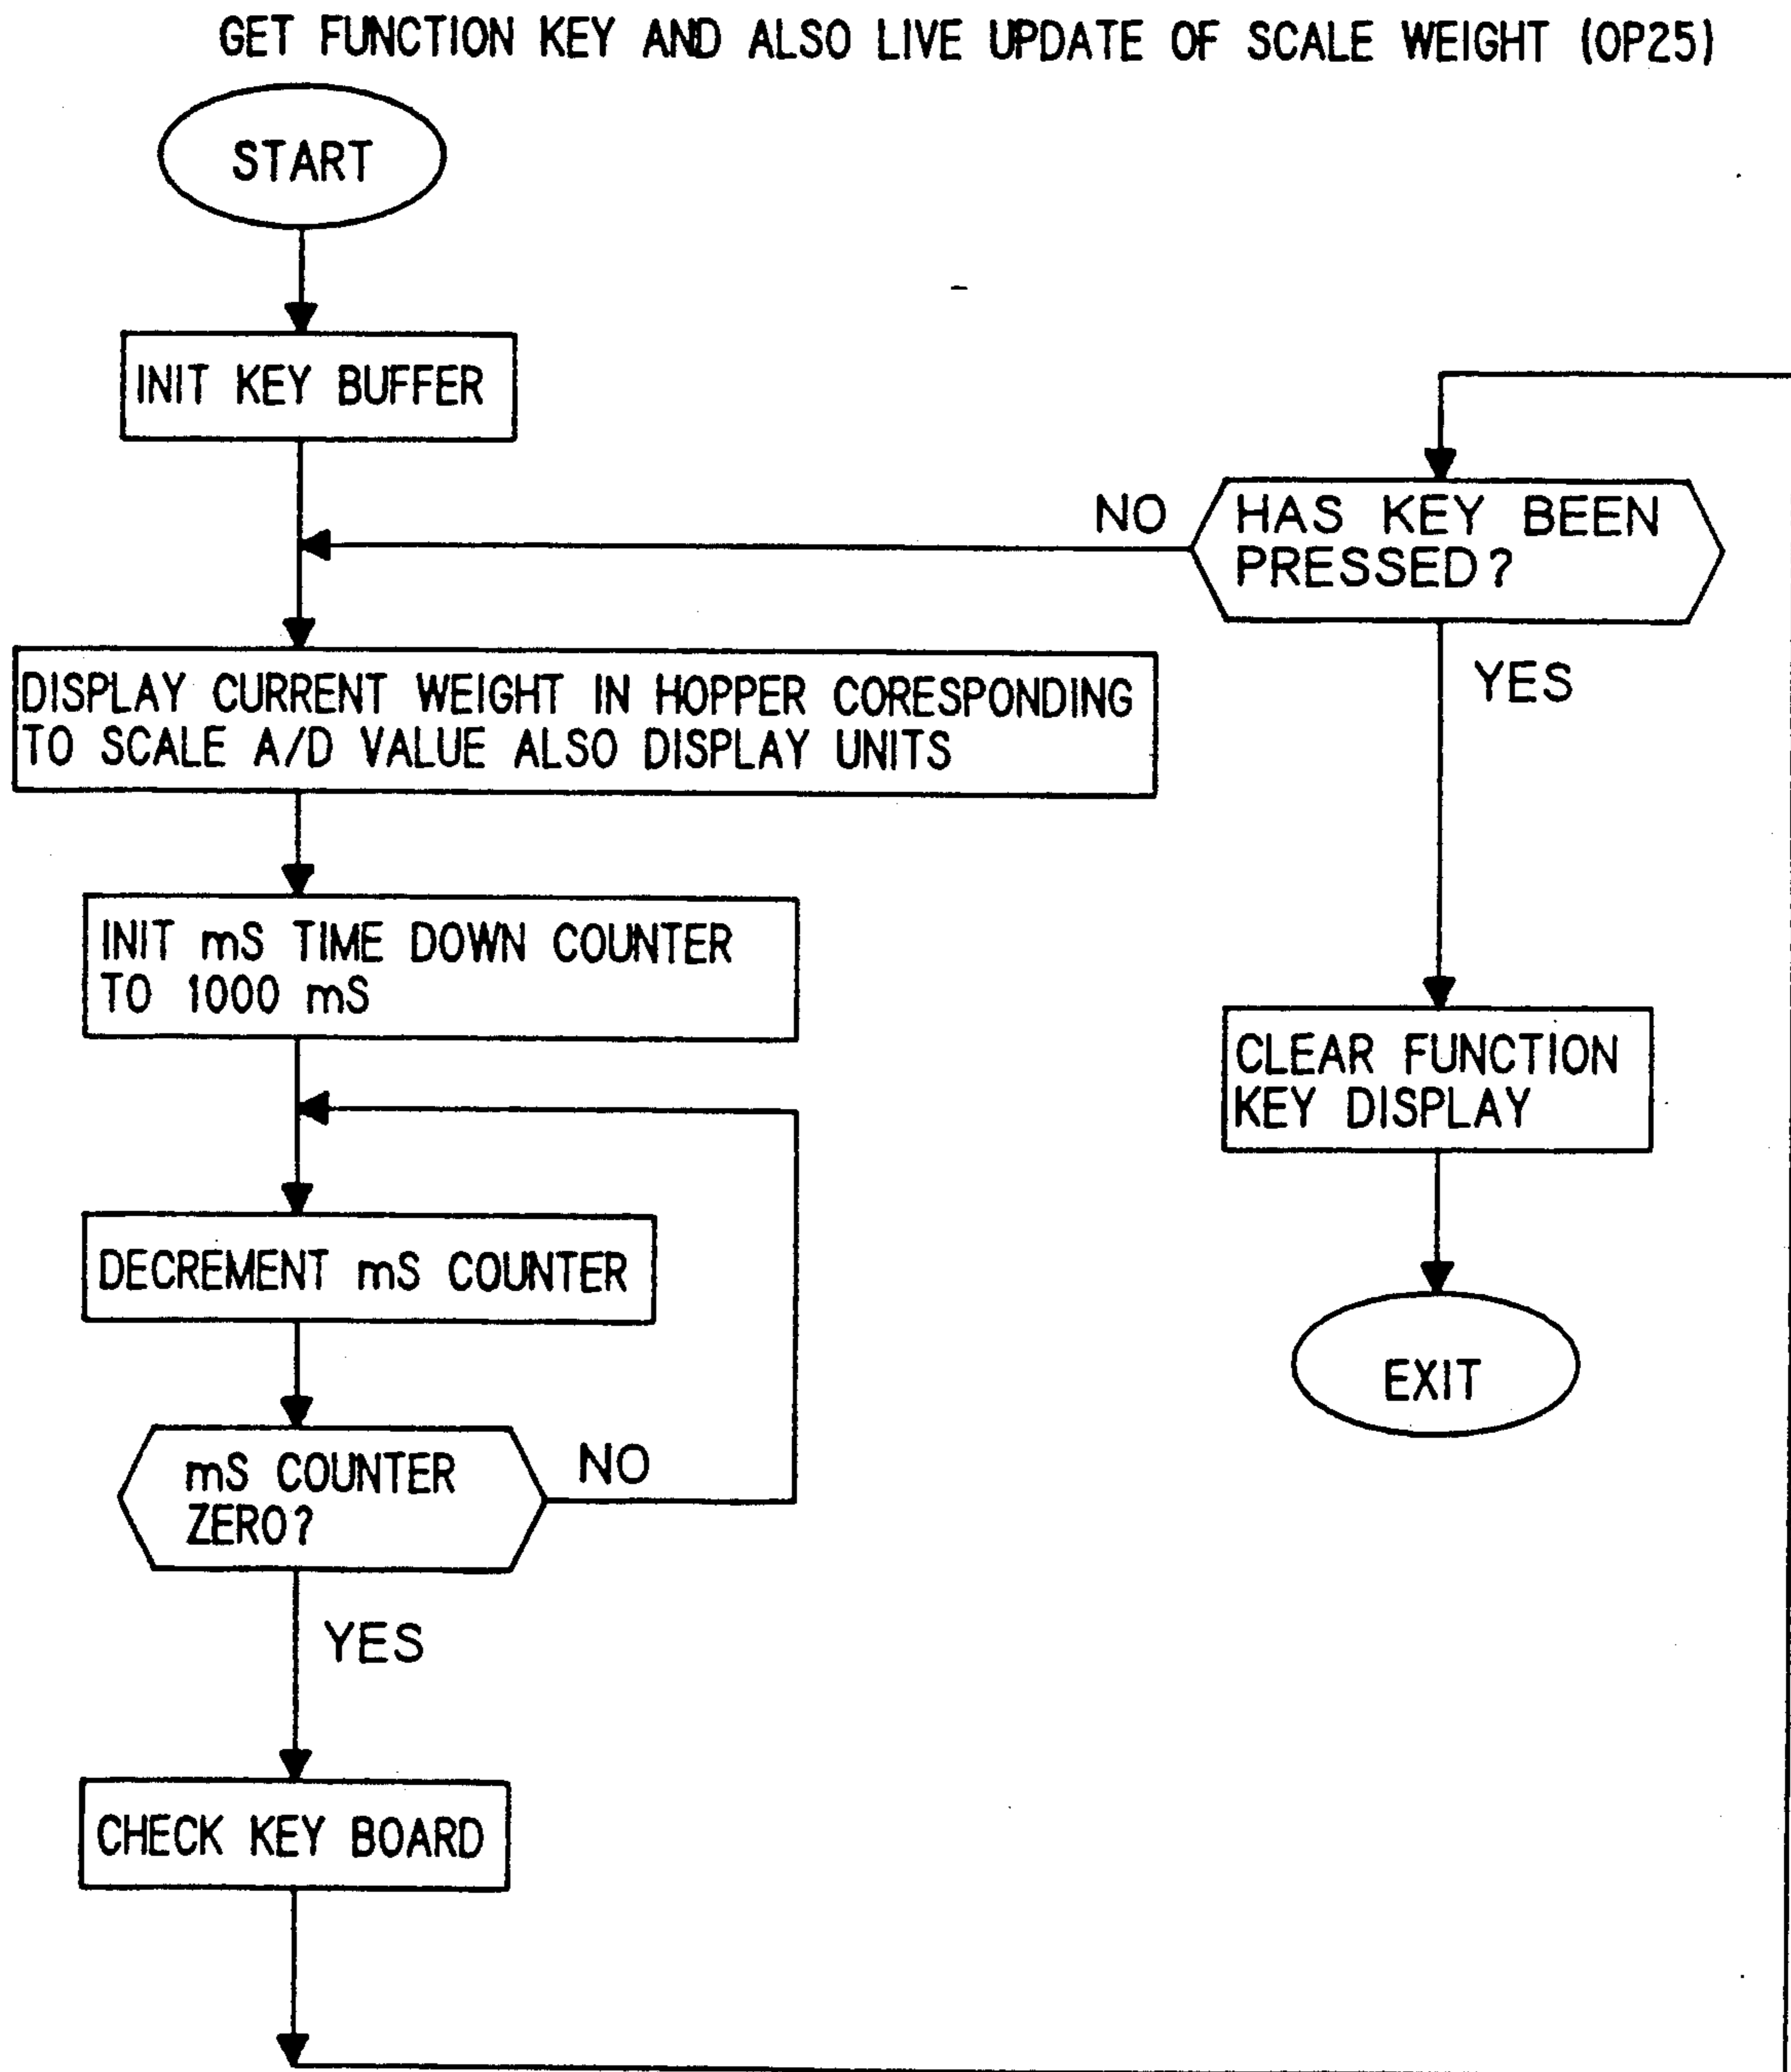 GET FUNCTION KEY AND ALSO LIVE UPDATE OF SCALE WEIGHT (OP25)
START
INIT KEY BUFFER
DISPLAY CURRENT WEIGHT IN HOPPER CORESPONDING
TO SCALE A/D VALUE ALSO DISPLAY UNITS
INIT mS TIME DOWN COUNTER
TO 1000 mS
DECREMENT mS COUNTER
mS COUNTER
ZERO?
NO
YES
CHECK KEY BOARD
HAS KEY BEEN
PRESSED?
NO
YES
CLEAR FUNCTION
KEY DISPLAY
EXIT